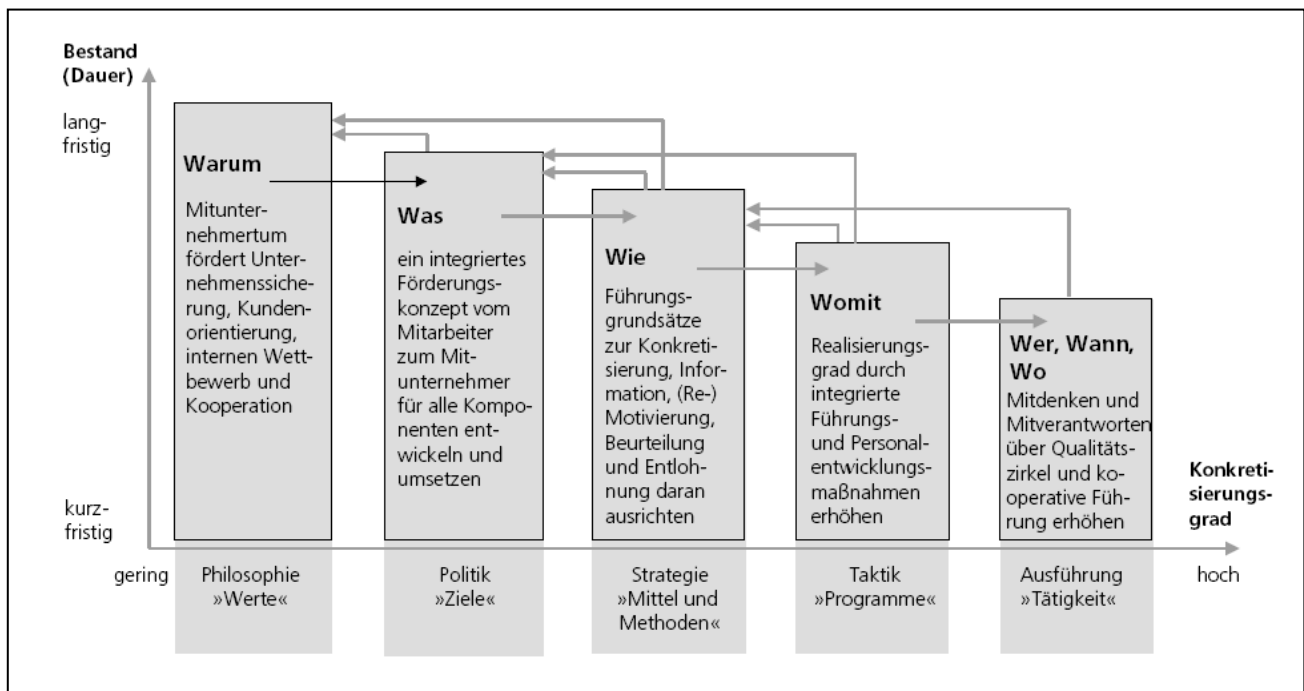 Bestand
(Dauer)
lang-
fristig
kurz-
fristig
Warum
Mitunter-
nehmertum
fördert Unter-
nehmenssiche-
rung, Kunden-
orientierung,
internen Wett-
bewerb und
Kooperation
Was
ein integriertes
Förderungs-
konzept vom
Mitarbeiter
zum Mit-
unternehmer
für alle Kompo-
nenten ent-
wickeln und
umsetzen
Wie
Führungs-
grundsätze
zur Konkreti-
sierung, Infor-
mation, (Re-)
Motivierung,
Beurteilung
und Entloh-
nung daran
ausrichten
Womit
Realisierungs-
grad durch
integrierte
Führungs-
und Personal-
entwicklungs-
maßnahmen
erhöhen
Wer, Wann,
Wo
Mitdenken und
Mitverantworten
über Qualitäts-
zirkel und ko-
operative Füh-
rung erhöhen
Konkreti-
sierungs-
grad
gering
Philosophie
»Werte«
Politik
»Ziele«
Strategie
»Mittel und
Methoden«
Taktik
»Programme«
Ausführung
»Tätigkeit«
hoch